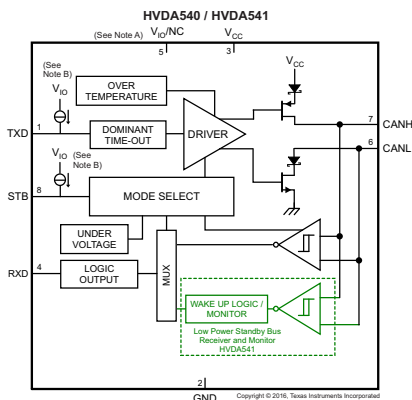 HVDA540 / HVDA541
(See Note A)
VIO/NC
VCC
5
3
(See
Note B)
VIO
OVER
TEMPERATURE
VCC
TXD
1
DOMINANT
TIME-OUT
DRIVER
7
CANH
6
CANL
VIO
(See
Note B)
STB
8
MODE SELECT
UNDER
VOLTAGE
RXD
4
LOGIC
OUTPUT
MUX
WAKE UP LOGIC /
MONITOR
Low Power Standby Bus
Receiver and Monitor
HVDA541
2
GND
Copyright © 2016, Texas Instruments Incorporated